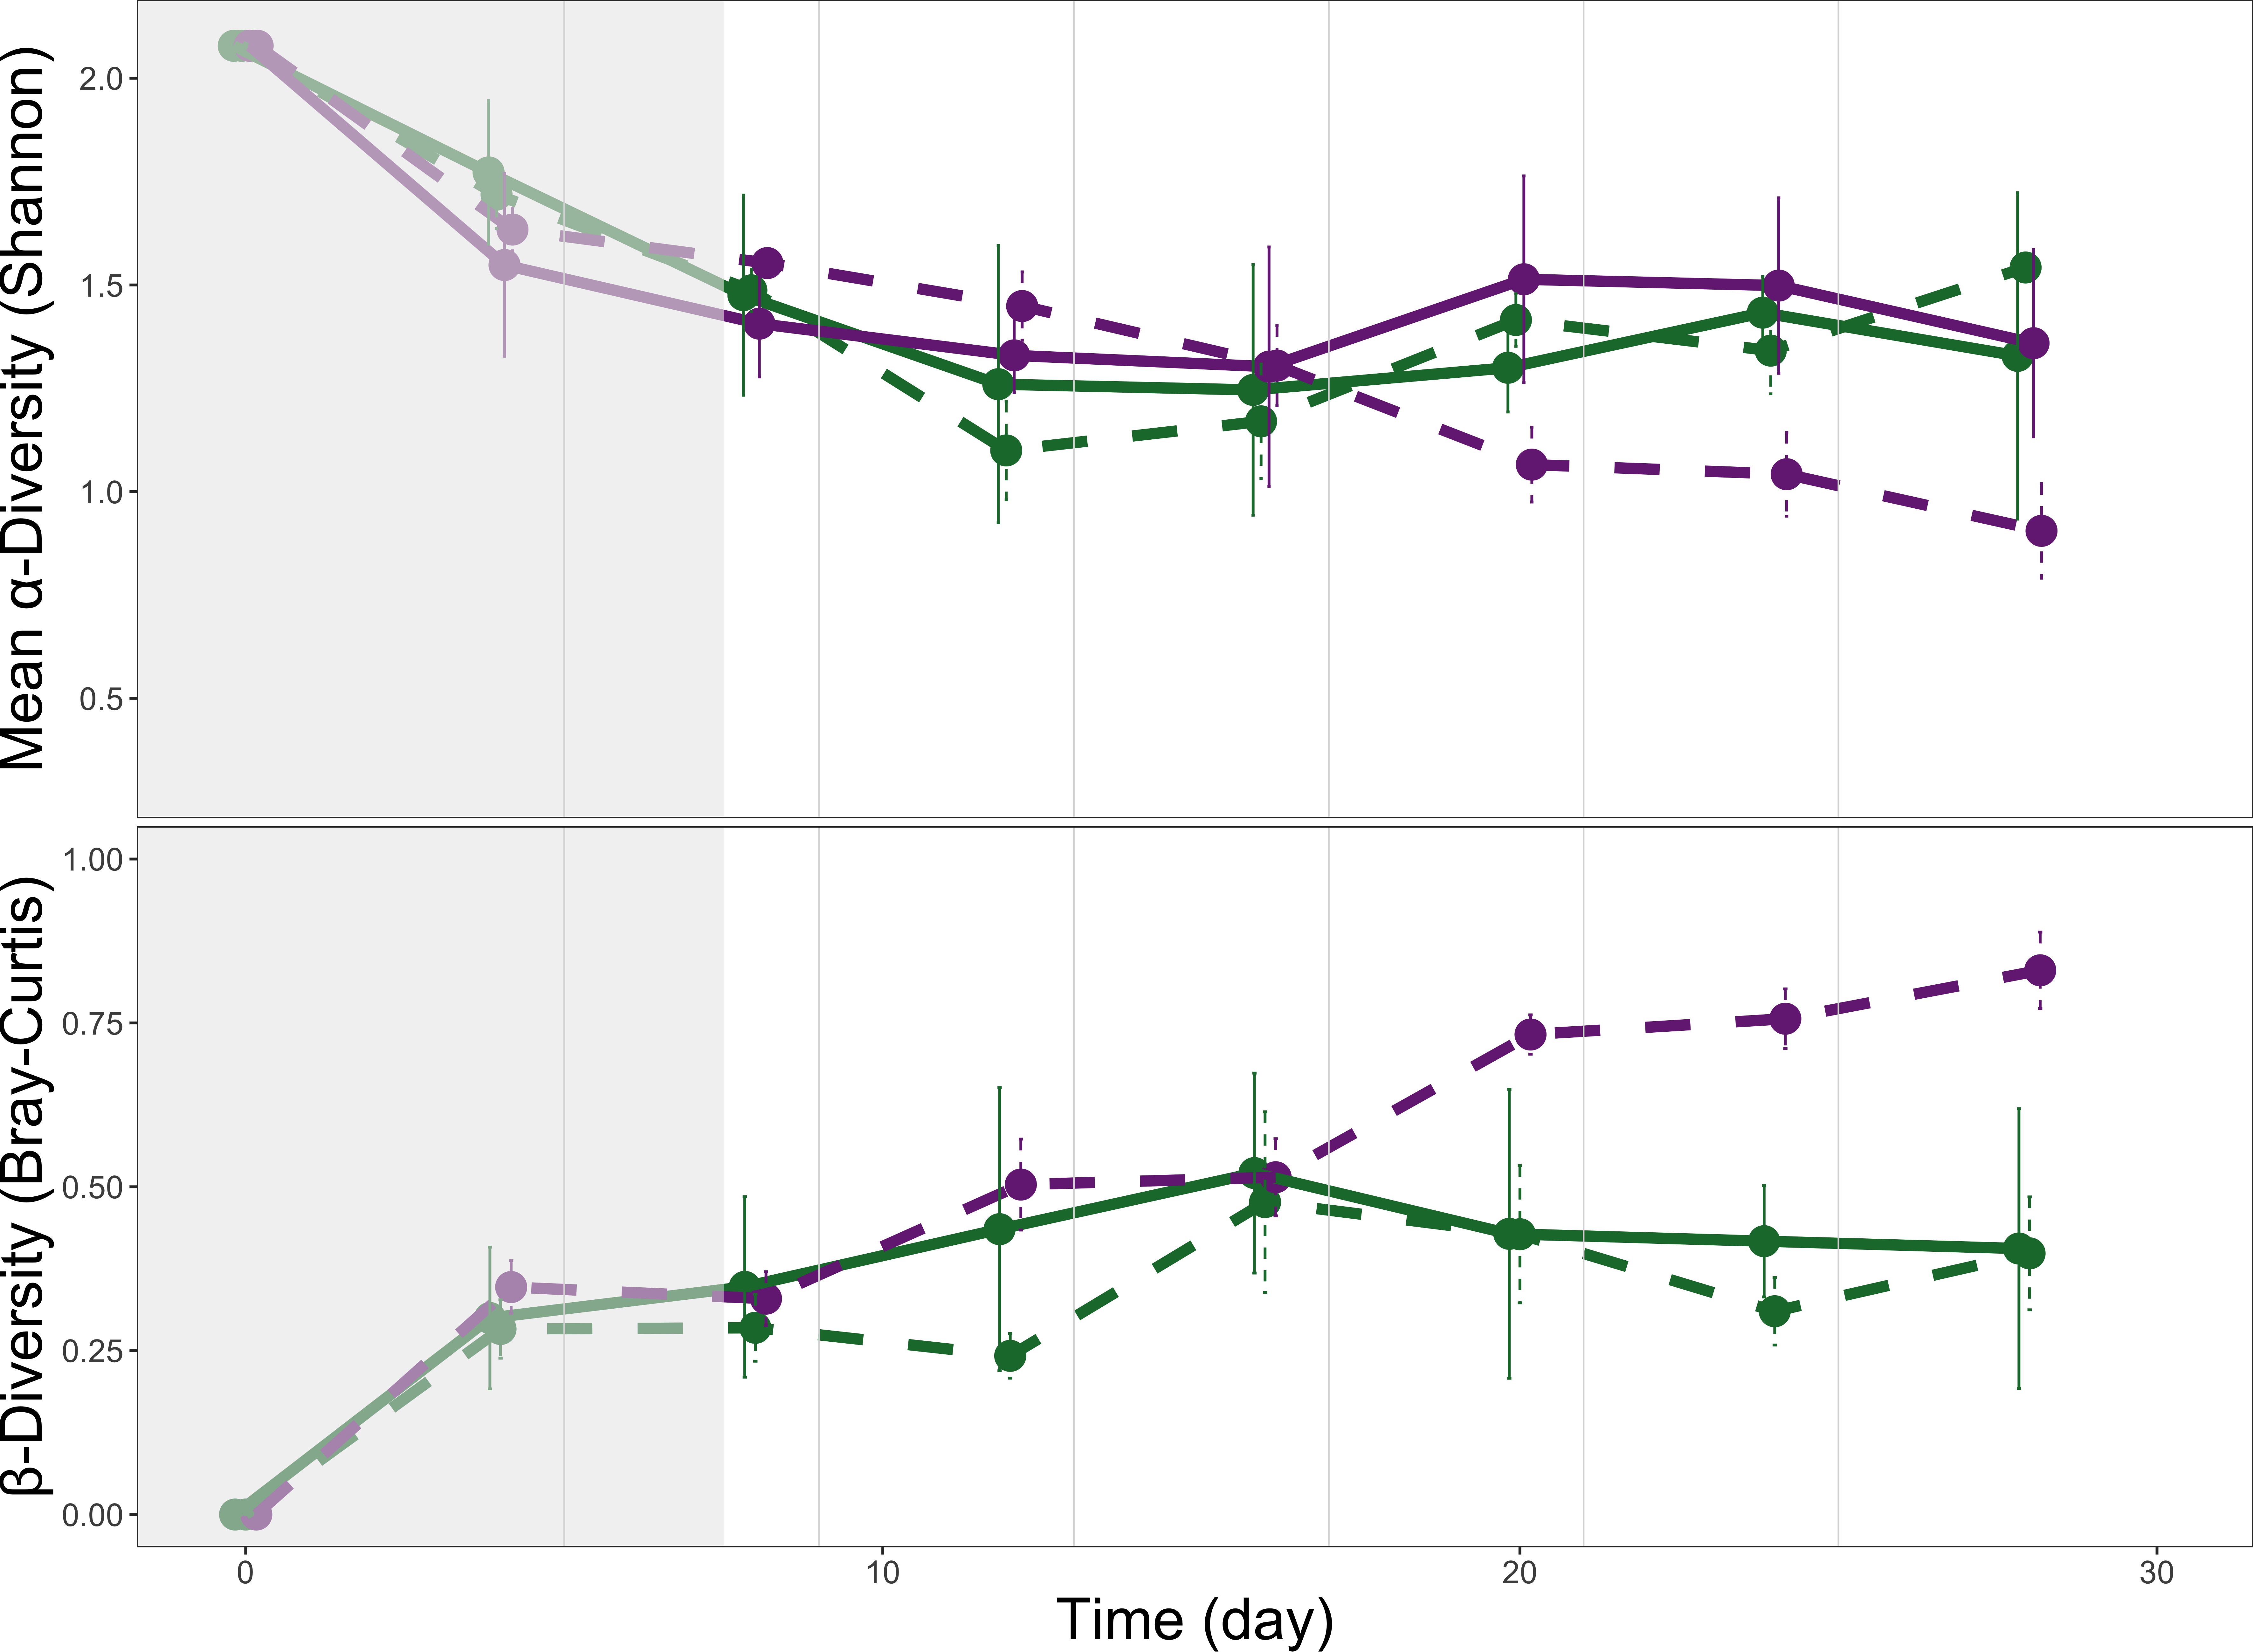 Mean α-Diversity (Shannon)
2.0
1.5
1.0
0.5
β-Diversity (Bray-Curtis)
1.00
0.75
0.50
0.25
0.00
0 10 20 30
Time (day)